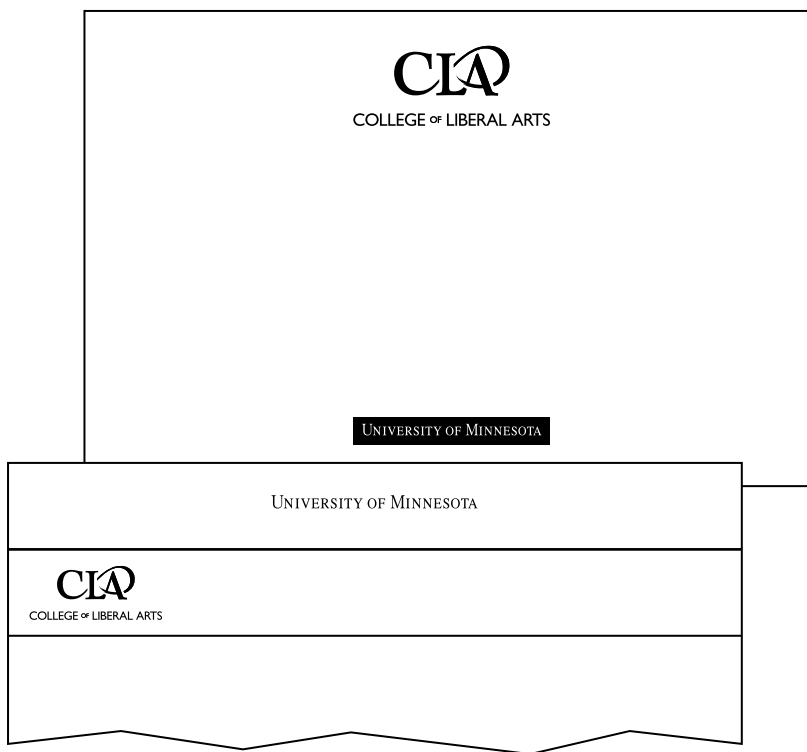 CLA
COLLEGE OF LIBERAL ARTS
UNIVERSITY OF MINNESOTA
UNIVERSITY OF MINNESOTA
CLA
COLLEGE OF LIBERAL ARTS